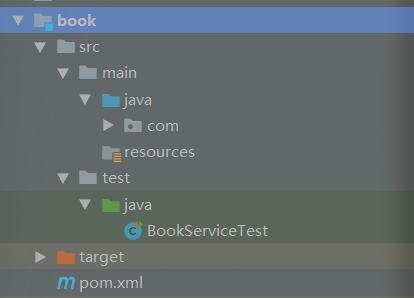 book
src
main
java
com
resources
test
java
BookServiceTest
target
pom.xml